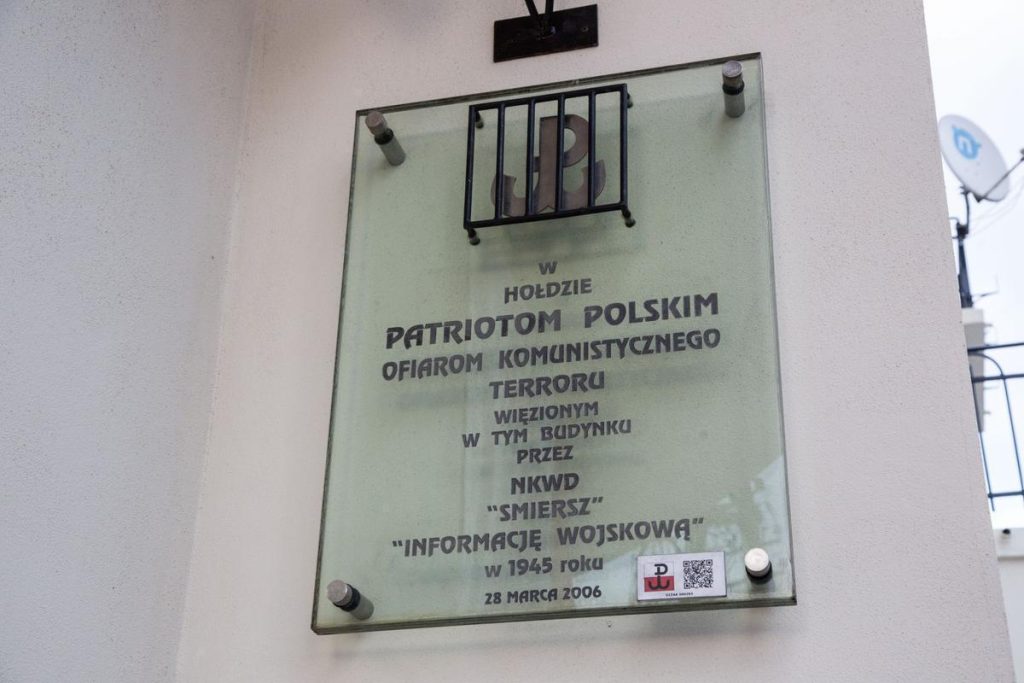 W
HOŁDZIE
PATRIOTOM POLSKIM
OFIAROM KOMUNISTYCZNEGO
TERRORU
WIĘZIONYM
W TYM BUDYNKU
PRZEZ
NKWD
"SMIERSZ"
"INFORMACJĘ WOJSKOWĄ"
w 1945 roku
28 MARCA 2006